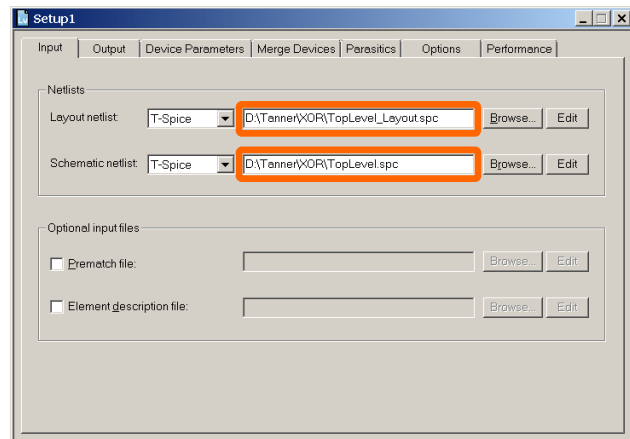 Setup1
Input Output Device Parameters Merge Devices Parasitics Options Performance
Netlists
Layout netlist: T-Spice D:\Tanner\XOR\TopLevel_Layout.spc Browse... Edit
Schematic netlist: T-Spice D:\Tanner\XOR\TopLevel.spc Browse... Edit
Optional input files
Prematch file: Browse... Edit
Element description file: Browse... Edit